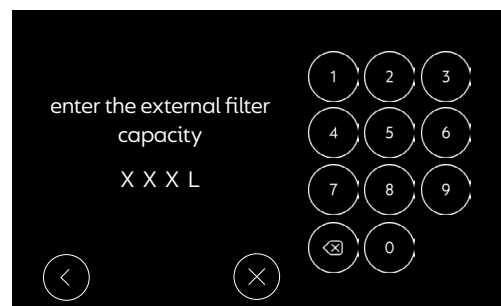 enter the external filter
capacity
X X X L
1 2 3
4 5 6
7 8 9
0